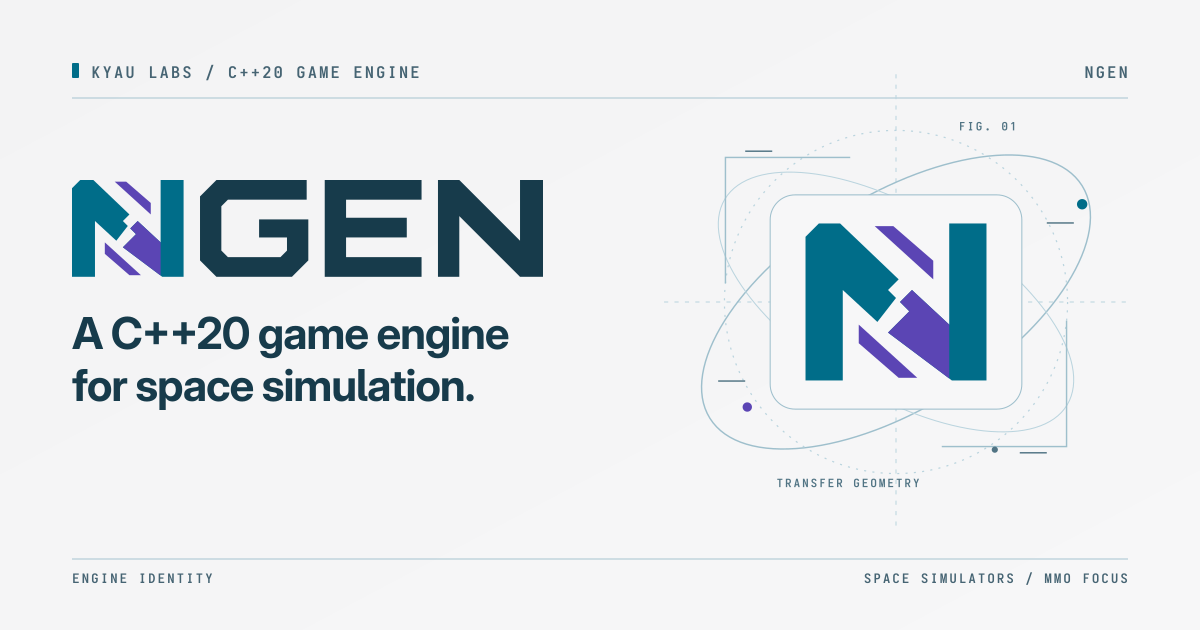 KYAU LABS / C++20 GAME ENGINE
NGEN
FIG. 01
NGEN
A C++20 game engine
for space simulation.
N
TRANSFER GEOMETRY
ENGINE IDENTITY
SPACE SIMULATORS / MMO FOCUS